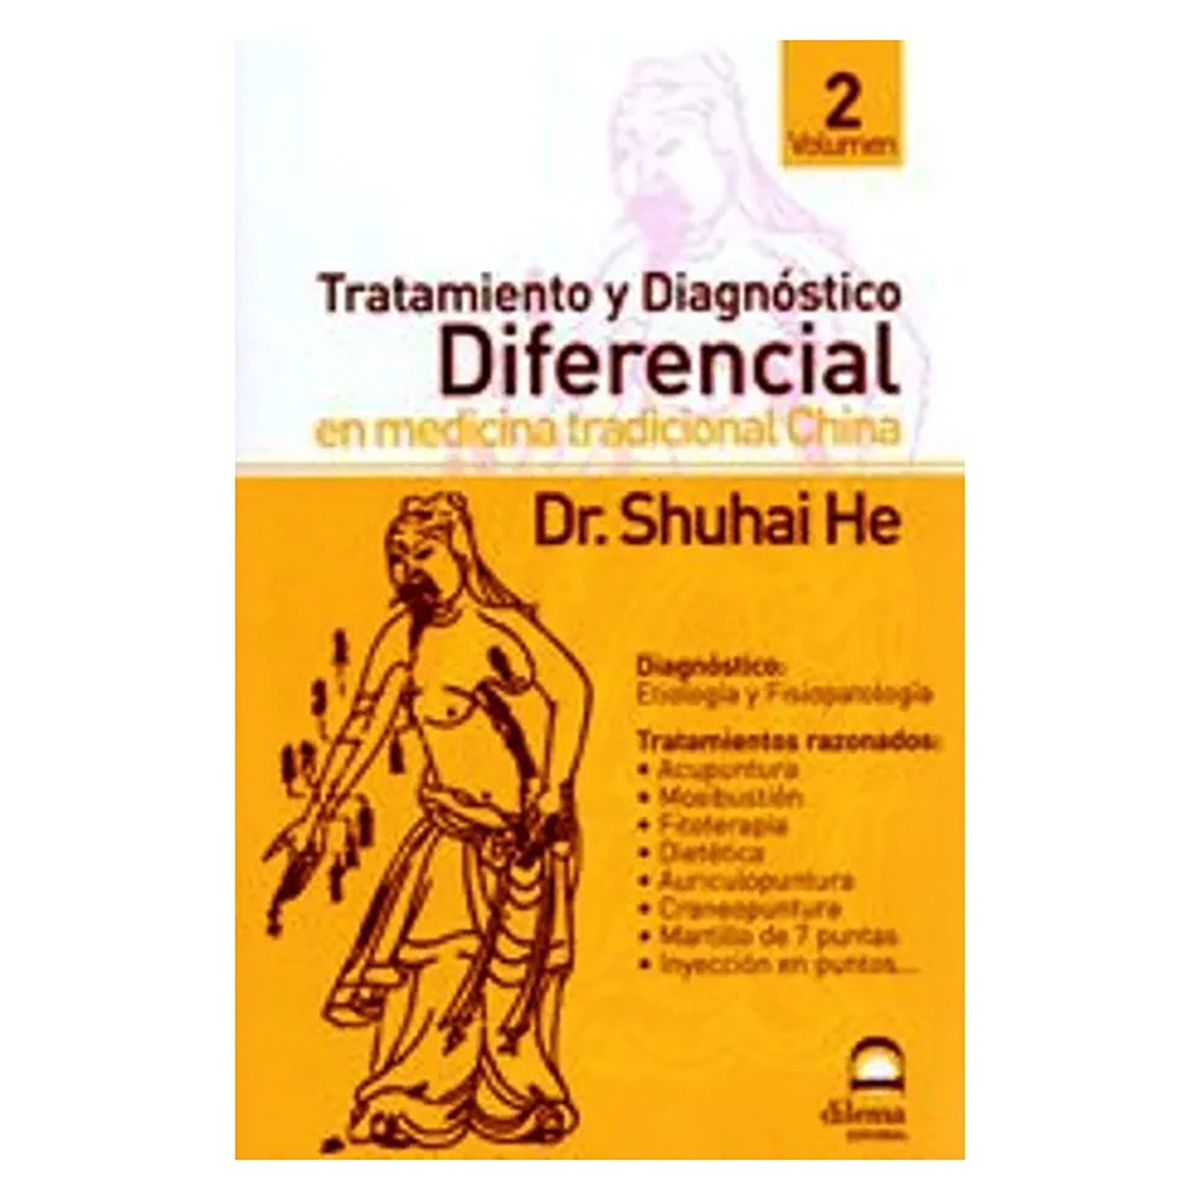 2
Volumen
Tratamiento y Diagnóstico
Diferencial
en medicina tradicional China
Dr. Shuhai He
Diagnóstico:
Etiología y Fisiopatología
Tratamientos razonados:
• Acupuntura
• Moxibustión
• Fitoterapia
• Dietética
• Auriculopuntura
• Craneopuntura
• Martillo de 7 puntas
• Inyección en puntos...
dilema
EDITORIAL